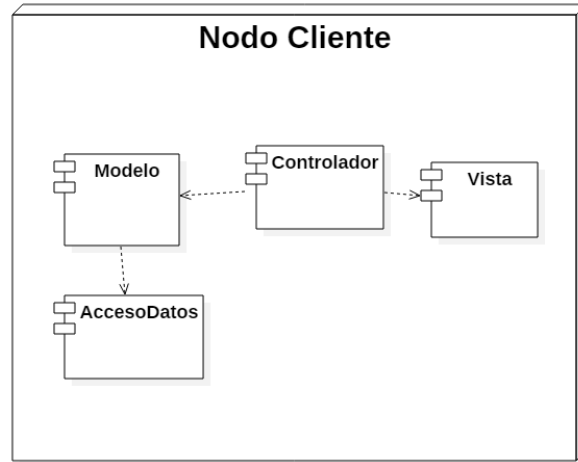 Nodo Cliente
Modelo
Controlador
Vista
AccesoDatos